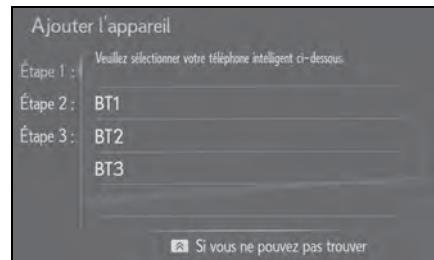 Ajouter l'appareil
Veuillez sélectionner votre téléphone intelligent ci-dessous.
Étape 1 :
Étape 2 : BT1
Étape 3 : BT2
BT3
Si vous ne pouvez pas trouver